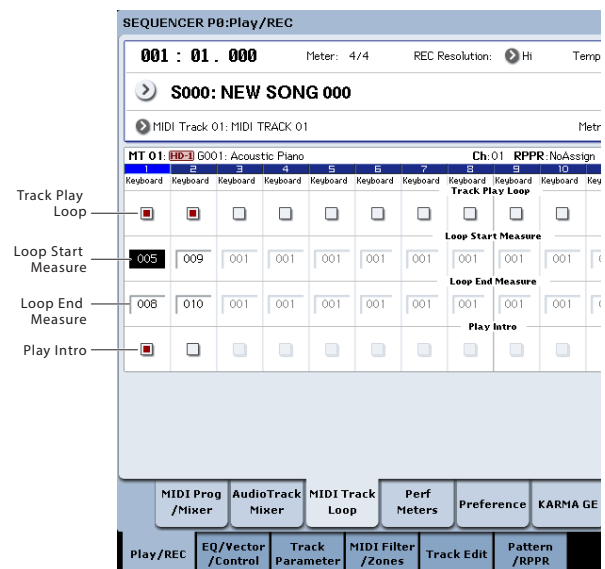 SEQUENCER P0:Play/REC
001 : 01 . 000 Meter: 4/4 REC Resolution: Hi
S000: NEW SONG 000
MIDI Track 01: MIDI TRACK 01
MT 01: HD-1 G001: Acoustic Piano Ch:01 RPPR:NoAssign
1 2 3 4 5 6 7 8 9 10
Keyboard Keyboard Keyboard Keyboard Keyboard Keyboard Keyboard Keyboard Keyboard Keyboard
Track Play Loop
Track Play
Loop
Loop Start Measure
Loop Start
Measure
005 009 001 001 001 001 001 001 001 001
Loop End Measure
Loop End
Measure
008 010 001 001 001 001 001 001 001 001
Play Intro
Play Intro
MIDI Prog
/Mixer
AudioTrack
Mixer
MIDI Track
Loop
Perf
Meters
Preference
KARMA GE
Play/REC
EQ/Vector
/Control
Track
Parameter
MIDI Filter
/Zones
Track Edit
Pattern
/RPPR